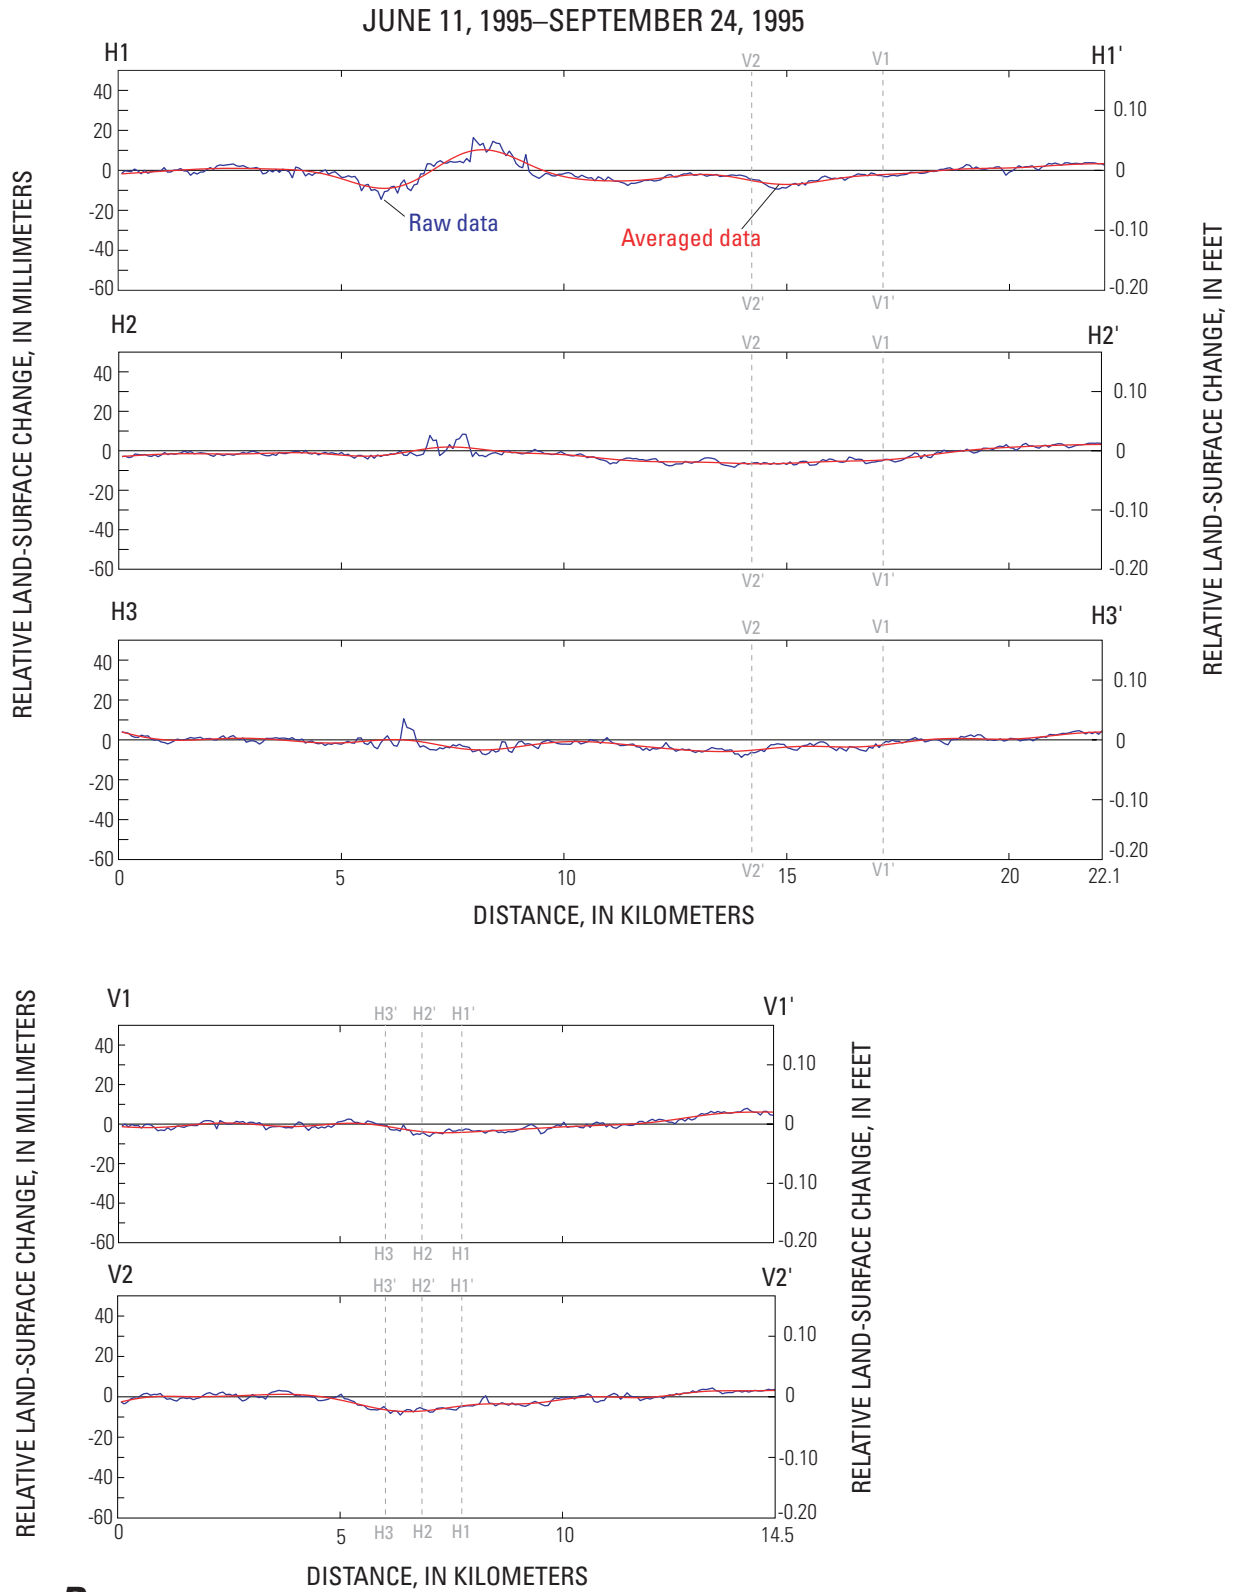 JUNE 11, 1995–SEPTEMBER 24, 1995
H1 V2 V1 H1'
40
20
0
-20
-40
-60
0.10
0
-0.10
-0.20
Raw data
Averaged data
V2' V1'
H2 V2 V1 H2'
40
20
0
-20
-40
-60
0.10
0
-0.10
-0.20
V2' V1'
H3 V2 V1 H3'
40
20
0
-20
-40
-60
0.10
0
-0.10
-0.20
V2' V1'
0 5 10 15 20 22.1
DISTANCE, IN KILOMETERS
RELATIVE LAND-SURFACE CHANGE, IN MILLIMETERS
RELATIVE LAND-SURFACE CHANGE, IN FEET
V1 H3' H2' H1' V1'
40
20
0
-20
-40
-60
0.10
0
-0.10
-0.20
H3 H2 H1
V2 H3' H2' H1' V2'
40
20
0
-20
-40
-60
0.10
0
-0.10
-0.20
0 5 H3 H2 H1 10 14.5
DISTANCE, IN KILOMETERS
RELATIVE LAND-SURFACE CHANGE, IN MILLIMETERS
RELATIVE LAND-SURFACE CHANGE, IN FEET